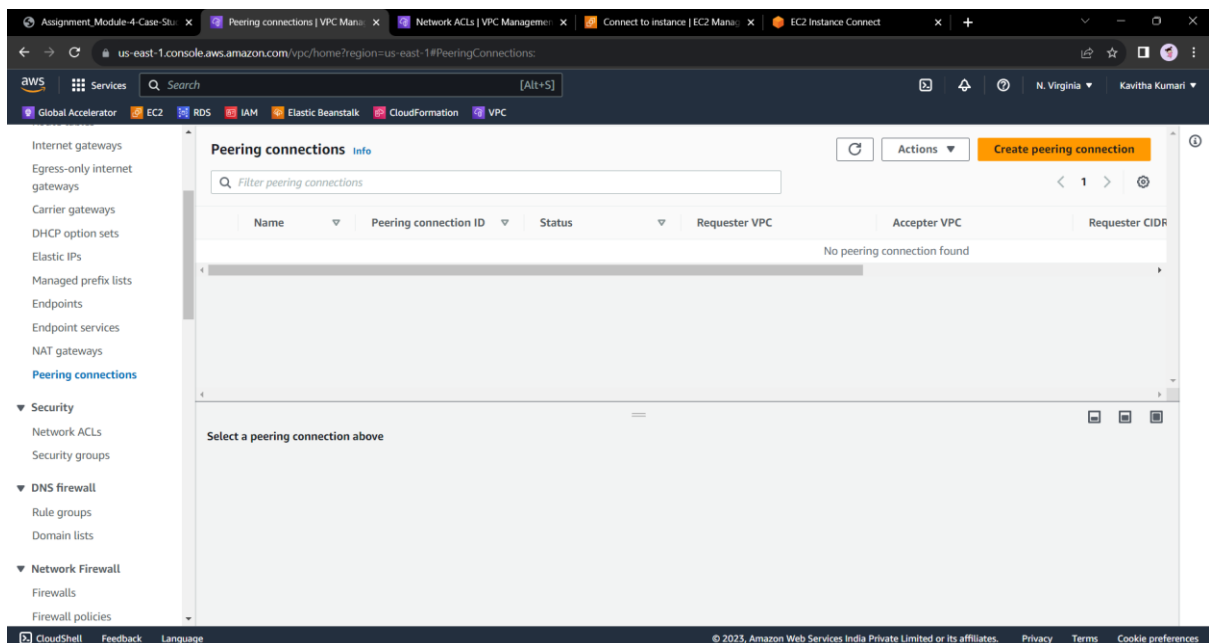 Assignment_Module-4-Case-Stu
Peering connections | VPC Mana
Network ACLs | VPC Managemen
Connect to instance | EC2 Manag
EC2 Instance Connect
us-east-1.console.aws.amazon.com/vpc/home?region=us-east-1#PeeringConnections:
aws
Services
Search
[Alt+S]
N. Virginia
Kavitha Kumari
Global Accelerator
EC2
RDS
IAM
Elastic Beanstalk
CloudFormation
VPC
Internet gateways
Egress-only internet
gateways
Carrier gateways
DHCP option sets
Elastic IPs
Managed prefix lists
Endpoints
Endpoint services
NAT gateways
Peering connections
Security
Network ACLs
Security groups
DNS firewall
Rule groups
Domain lists
Network Firewall
Firewalls
Firewall policies
Peering connections Info
Actions
Create peering connection
Filter peering connections
1
Name
Peering connection ID
Status
Requester VPC
Accepter VPC
Requester CIDR
No peering connection found
Select a peering connection above
CloudShell
Feedback
Language
© 2023, Amazon Web Services India Private Limited or its affiliates.
Privacy
Terms
Cookie preferences